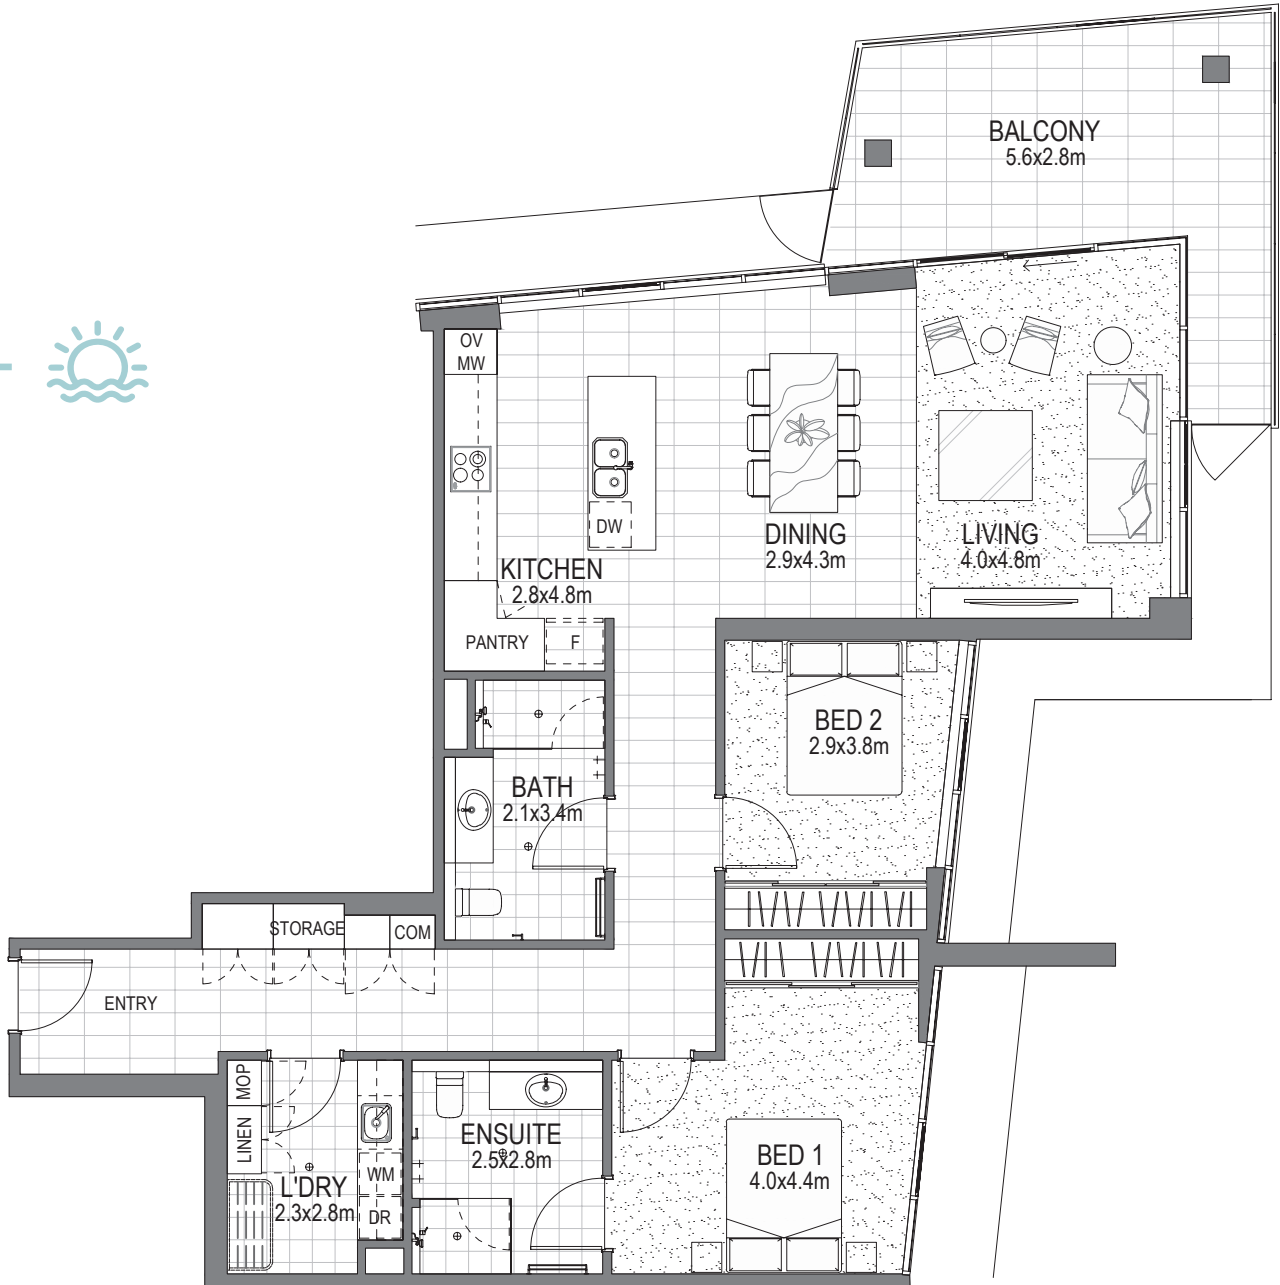 BALCONY
5.6x2.8m
OV
MW
DW
DINING
2.9x4.3m
LIVING
4.0x4.8m
KITCHEN
2.8x4.8m
PANTRY
F
BED 2
2.9x3.8m
BATH
2.1x3.4m
STORAGE
COM
ENTRY
MOP
LINEN
ENSUITE
2.5x2.8m
BED 1
4.0x4.4m
WM
L'DRY
2.3x2.8m
DR